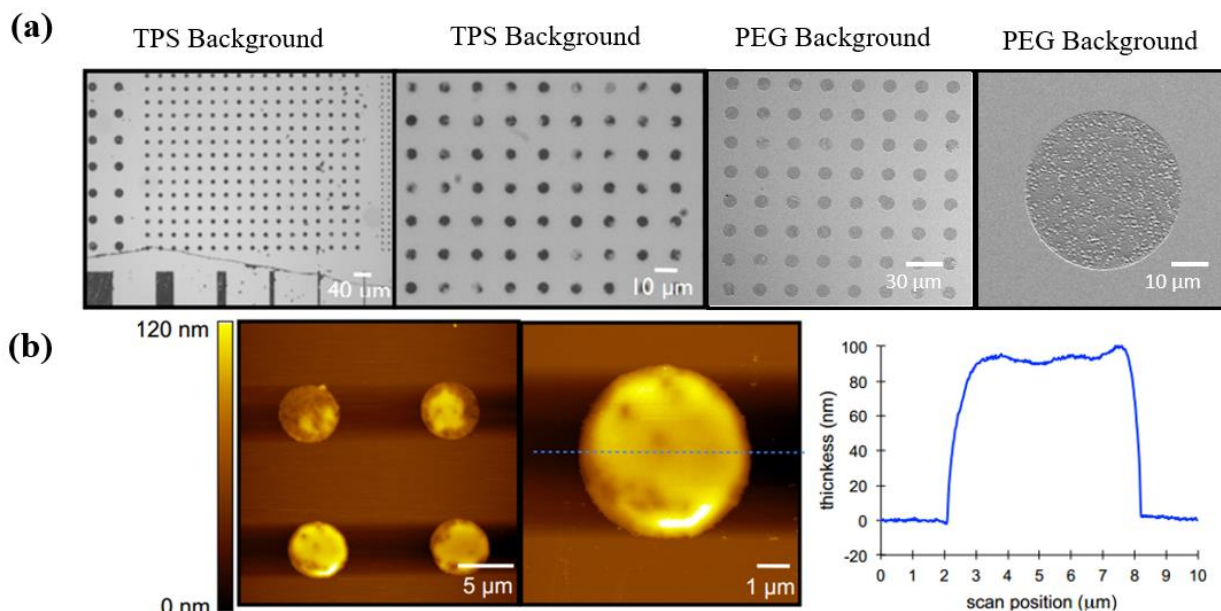 (a)
TPS Background
TPS Background
PEG Background
PEG Background
40 μm
10 μm
30 μm
10 μm
(b)
120 nm
0 nm
5 μm
1 μm
thicnkess (nm)
100
80
60
40
20
0
-20
0 1 2 3 4 5 6 7 8 9 10
scan position (μm)